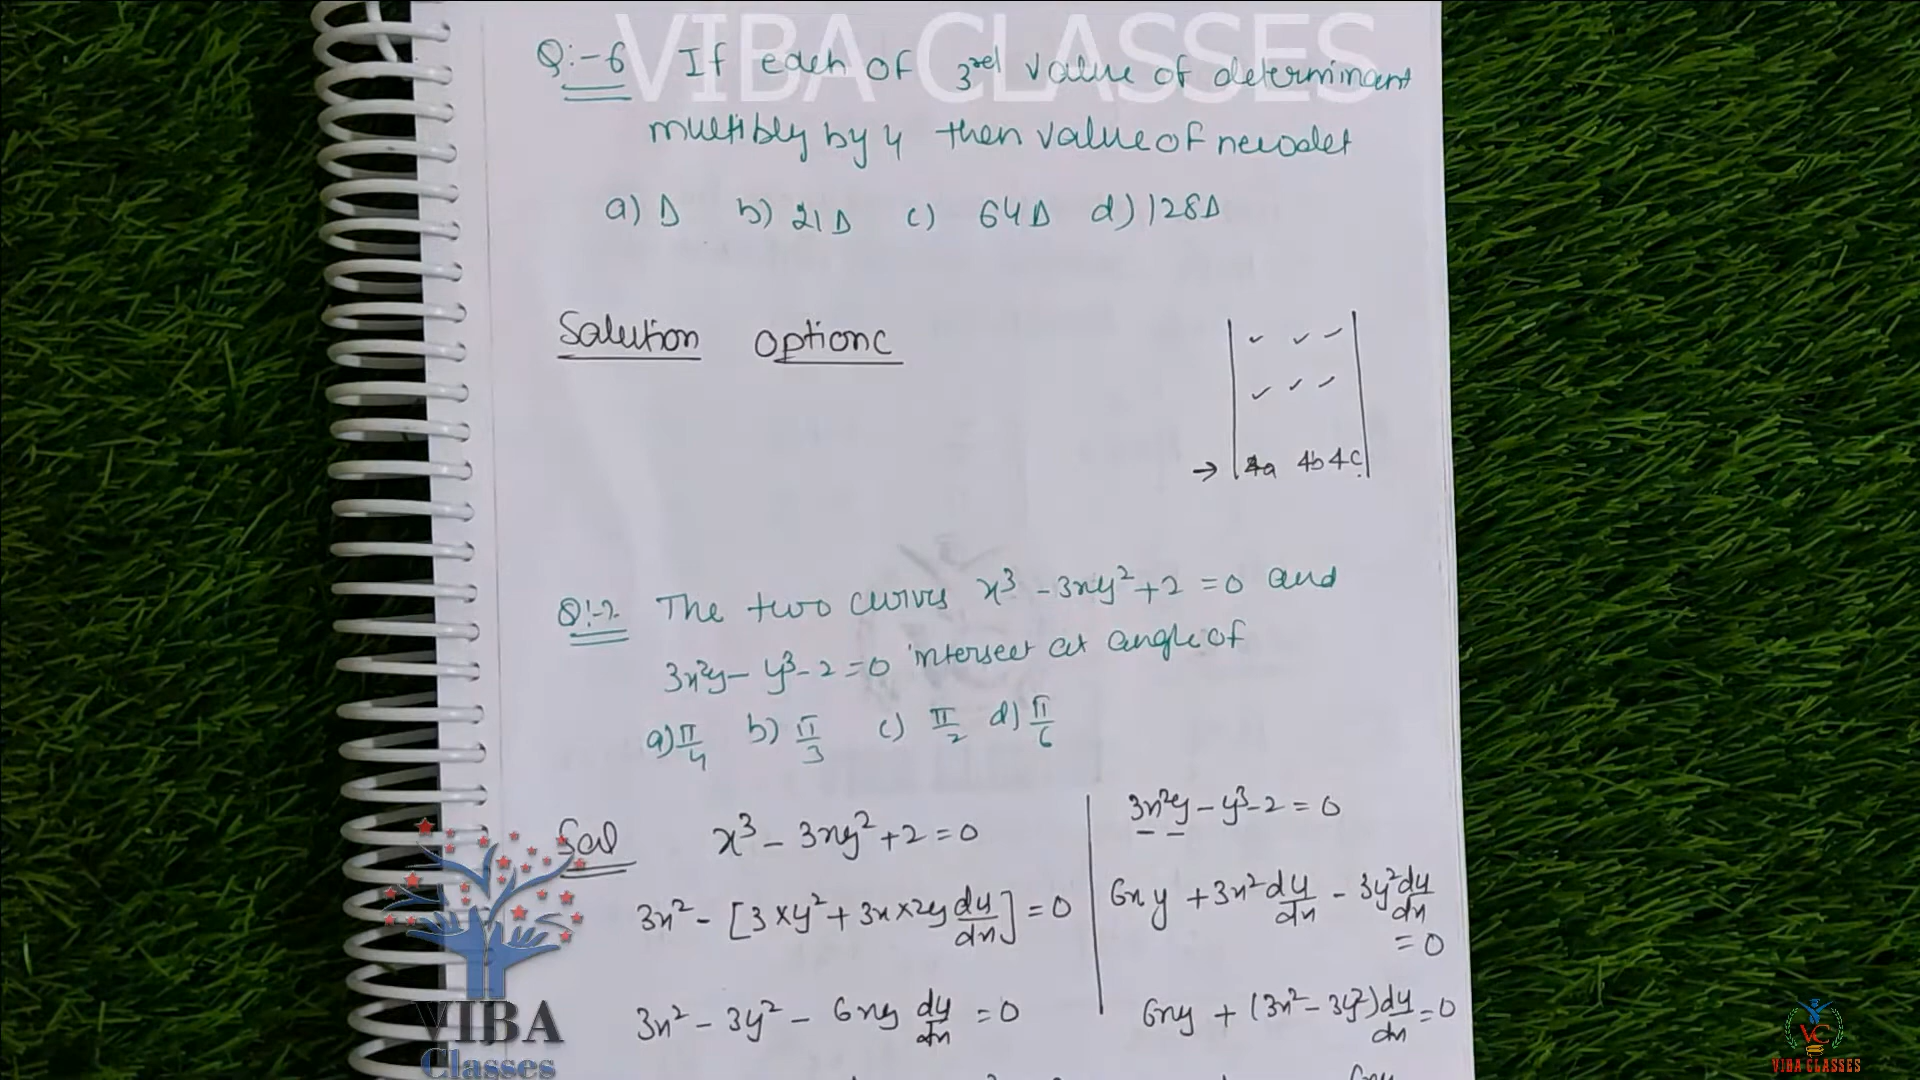 VIBA CLASSES
Q:-6 If each of 3rd value of determinant
multibly by 4 then value of newdet
a) Δ b) 21Δ c) 64Δ d) 128Δ
Solution option c
→ 4a 4b 4c
Q:-7 The two curves x³ - 3xy² + 2 = 0 and
3x²y - y³ - 2 = 0 intersect at angle of
a) π/4 b) π/3 c) π/2 d) π/6
Sol x³ - 3xy² + 2 = 0
3x² - [3 × y² + 3x × 2y dy/dx] = 0
3x² - 3y² - 6xy dy/dx = 0
3x²y - y³ - 2 = 0
6xy + 3x² dy/dx - 3y² dy/dx
= 0
6xy + (3x² - 3y²) dy/dx = 0
VIBA
Classes
VC
VIBA CLASSES